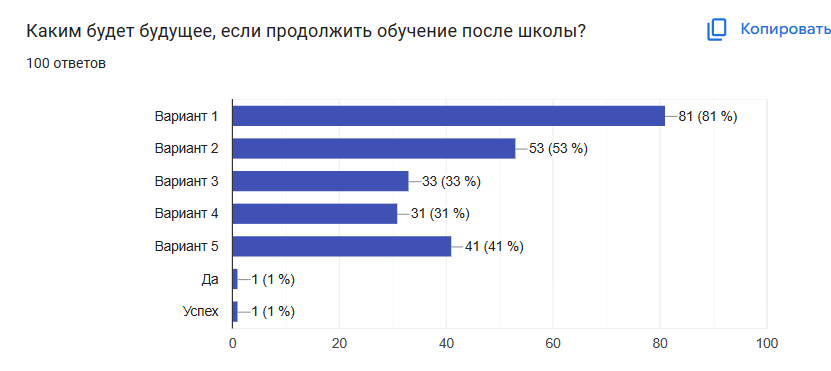 Каким будет будущее, если продолжить обучение после школы?
Копировать
100 ответов
Вариант 1 81 (81 %)
Вариант 2 53 (53 %)
Вариант 3 33 (33 %)
Вариант 4 31 (31 %)
Вариант 5 41 (41 %)
Да 1 (1 %)
Успех 1 (1 %)
0 20 40 60 80 100